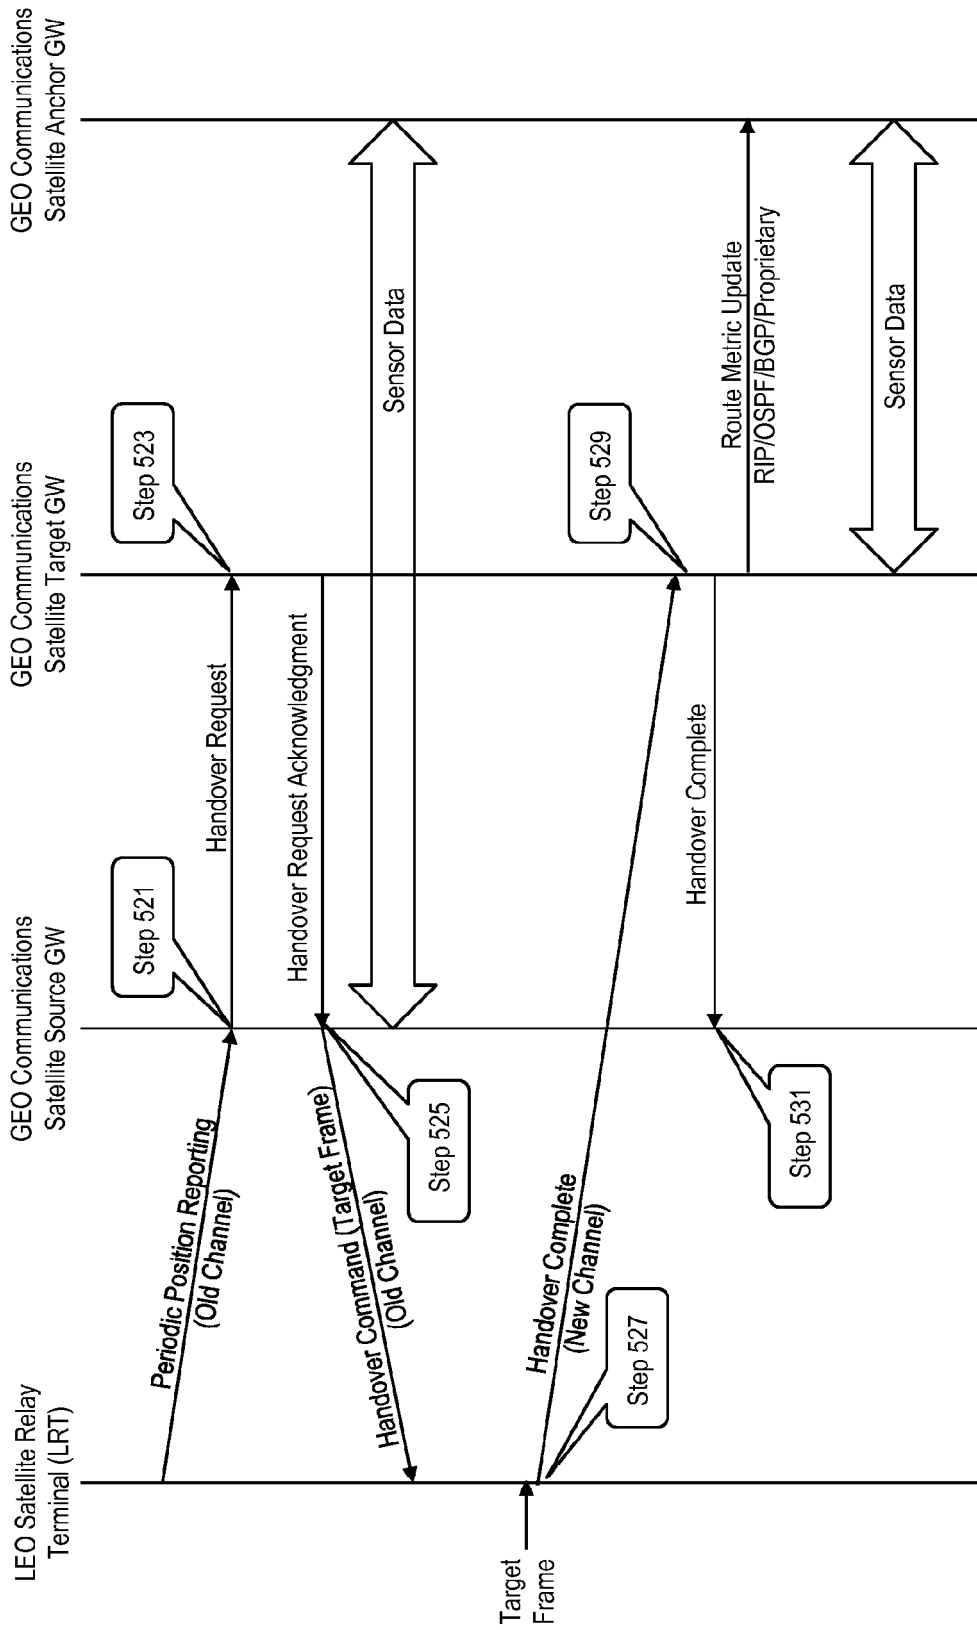 LEO Satellite Relay
Terminal (LRT)
GEO Communications
Satellite Source GW
GEO Communications
Satellite Target GW
GEO Communications
Satellite Anchor GW
Periodic Position Reporting
(Old Channel)
Step 521
Handover Request
Step 523
Handover Request Acknowledgment
Handover Command (Target Frame)
(Old Channel)
Step 525
Sensor Data
Target
Frame
Step 527
Handover Complete
(New Channel)
Step 529
Handover Complete
Step 531
Route Metric Update
RIP/OSPF/BGP/Proprietary
Sensor Data